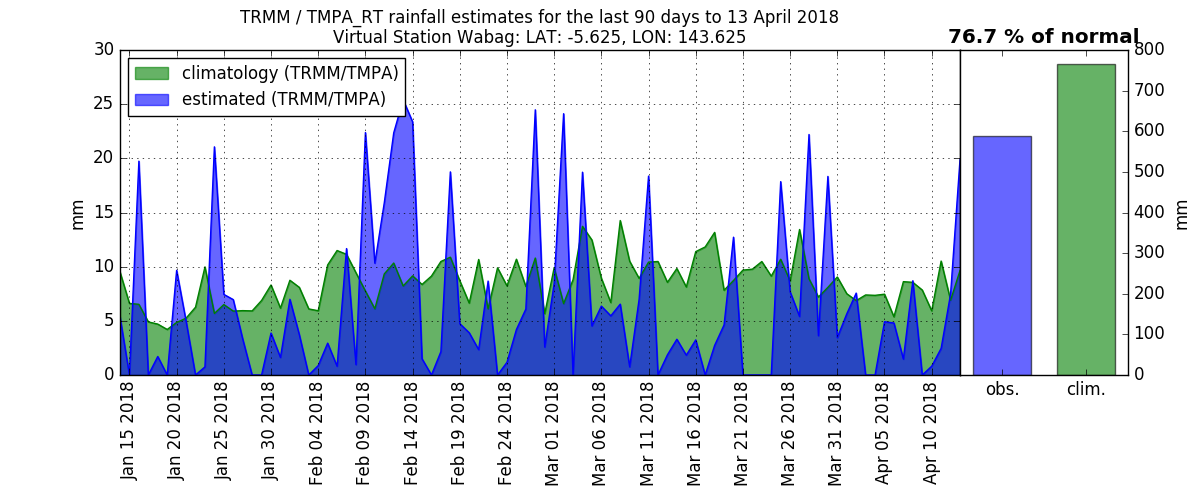 TRMM / TMPA_RT rainfall estimates for the last 90 days to 13 April 2018
Virtual Station Wabag: LAT: -5.625, LON: 143.625
76.7 % of normal
climatology (TRMM/TMPA)
estimated (TRMM/TMPA)
30
25
20
15
10
5
0
mm
Jan 15 2018
Jan 20 2018
Jan 25 2018
Jan 30 2018
Feb 04 2018
Feb 09 2018
Feb 14 2018
Feb 19 2018
Feb 24 2018
Mar 01 2018
Mar 06 2018
Mar 11 2018
Mar 16 2018
Mar 21 2018
Mar 26 2018
Mar 31 2018
Apr 05 2018
Apr 10 2018
obs.
clim.
800
700
600
500
400
300
200
100
0
mm